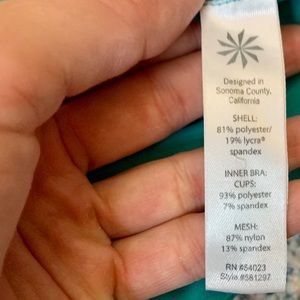 Designed in
Sonoma County,
California
SHELL:
81% polyester/
19% lycra®
spandex
INNER BRA:
CUPS:
93% polyester
7% spandex
MESH:
87% nylon
13% spandex
RN #54023
Style #581297